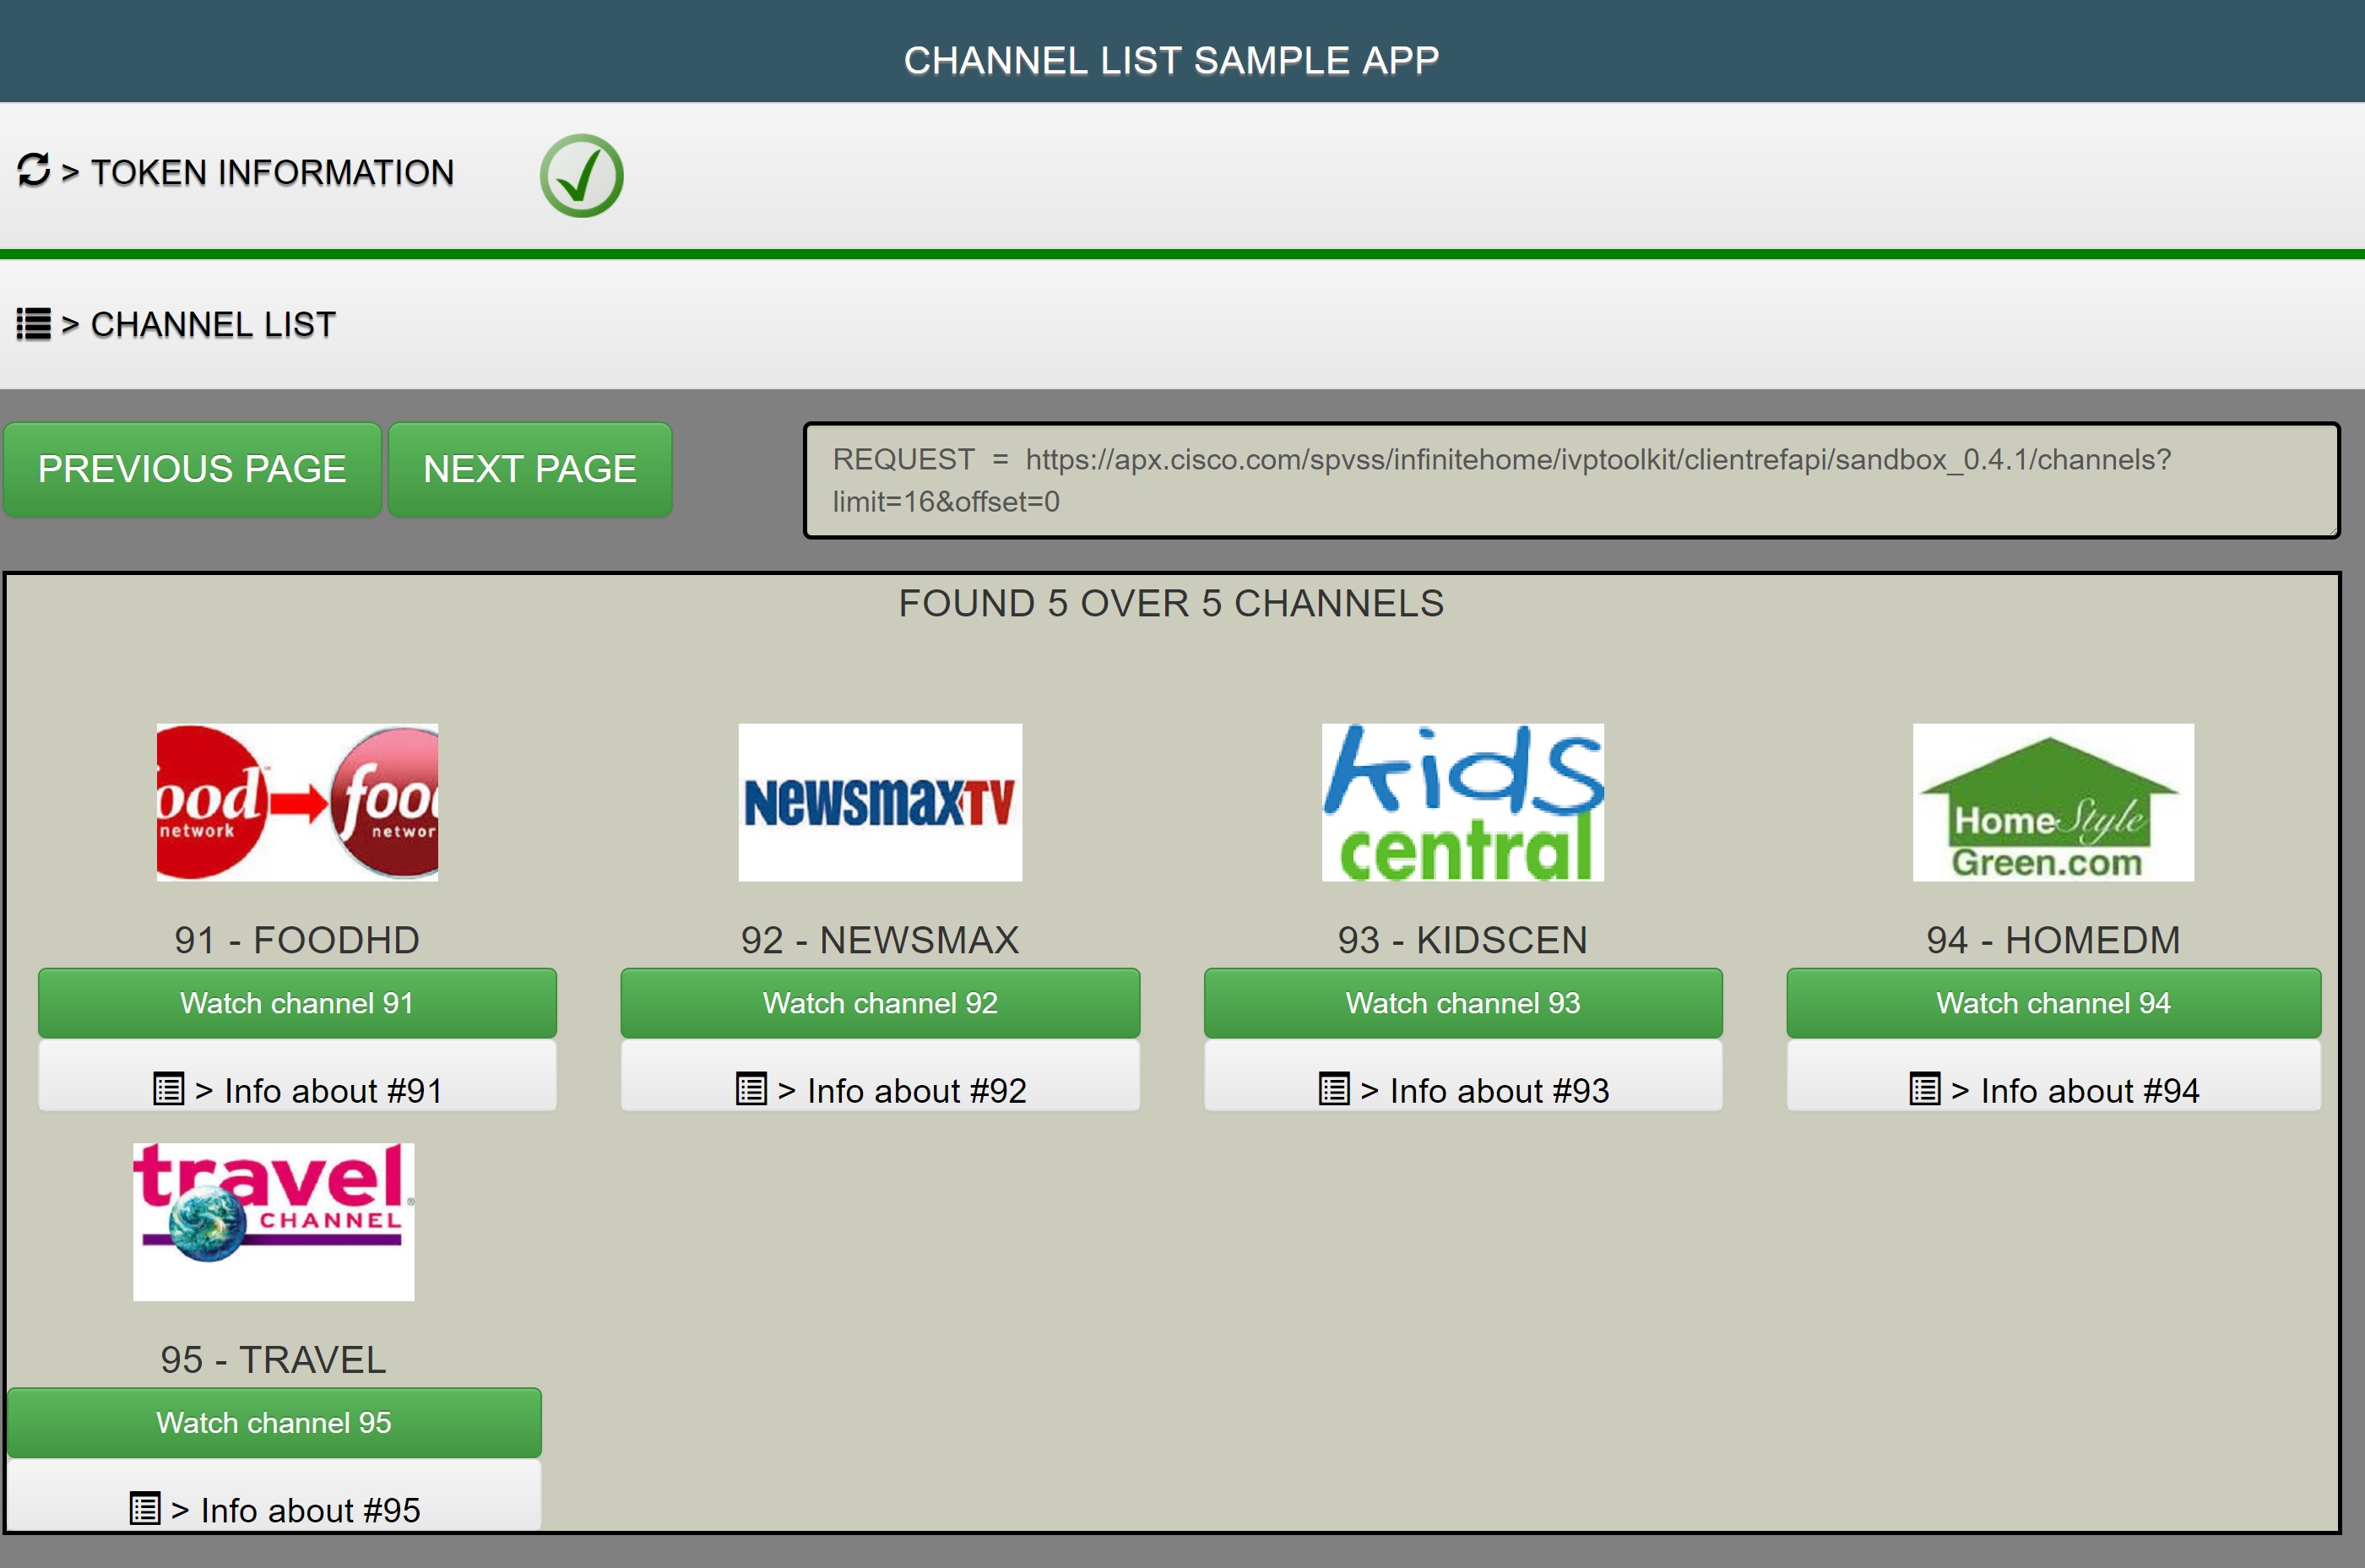 CHANNEL LIST SAMPLE APP
> TOKEN INFORMATION
> CHANNEL LIST
PREVIOUS PAGE
NEXT PAGE
REQUEST = https://apx.cisco.com/spvss/infinitehome/ivptoolkit/clientrefapi/sandbox_0.4.1/channels?
limit=16&offset=0
FOUND 5 OVER 5 CHANNELS
ood
network
foo
networ
NewsmaxTV
kids
central
HomeStyle
Green.com
91 - FOODHD
92 - NEWSMAX
93 - KIDSCEN
94 - HOMEDM
Watch channel 91
Watch channel 92
Watch channel 93
Watch channel 94
> Info about #91
> Info about #92
> Info about #93
> Info about #94
travel
CHANNEL
95 - TRAVEL
Watch channel 95
> Info about #95